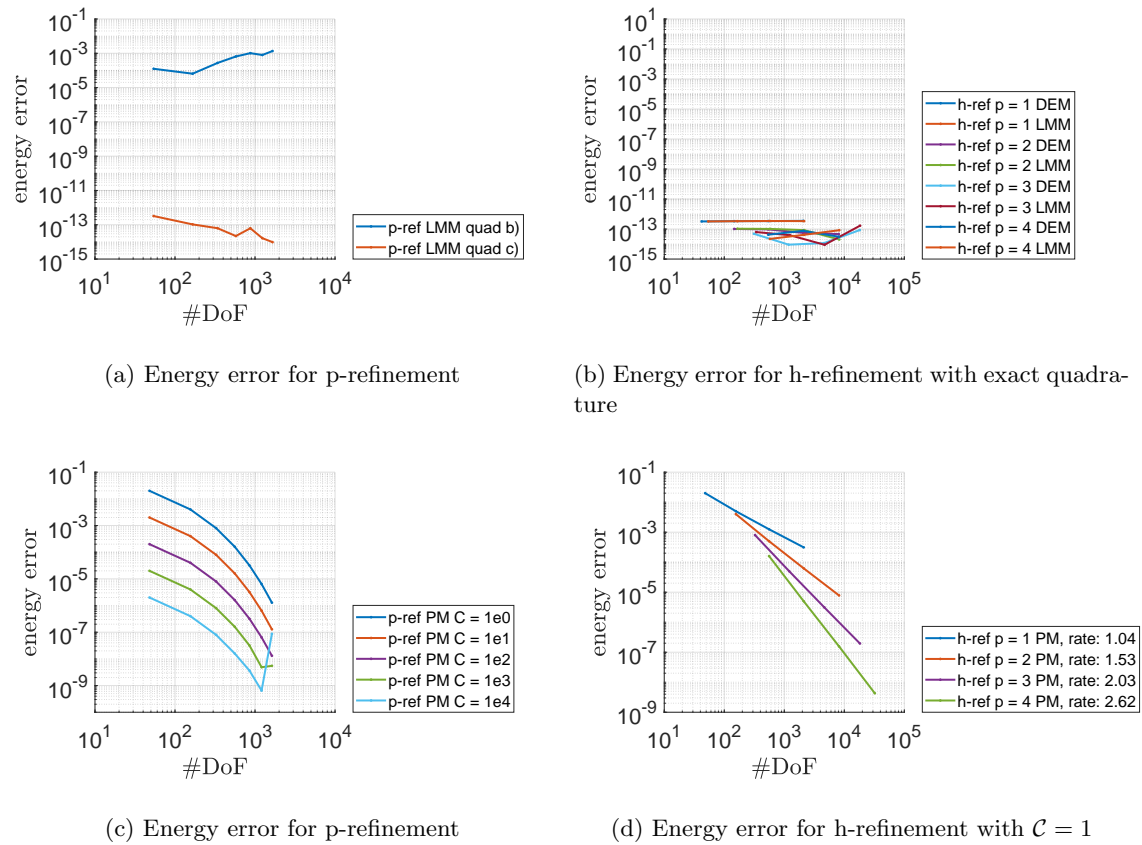 10^-1
10^-3
10^-5
10^-7
10^-9
10^-11
10^-13
10^-15
energy error
10^1
10^2
10^3
10^4
#DoF
p-ref LMM quad b)
p-ref LMM quad c)
(a) Energy error for p-refinement
10^1
10^-1
10^-3
10^-5
10^-7
10^-9
10^-11
10^-13
10^-15
energy error
10^1
10^2
10^3
10^4
10^5
#DoF
h-ref p = 1 DEM
h-ref p = 1 LMM
h-ref p = 2 DEM
h-ref p = 2 LMM
h-ref p = 3 DEM
h-ref p = 3 LMM
h-ref p = 4 DEM
h-ref p = 4 LMM
(b) Energy error for h-refinement with exact quadra-
ture
10^-1
10^-3
10^-5
10^-7
10^-9
energy error
10^1
10^2
10^3
10^4
#DoF
p-ref PM C = 1e0
p-ref PM C = 1e1
p-ref PM C = 1e2
p-ref PM C = 1e3
p-ref PM C = 1e4
(c) Energy error for p-refinement
10^-1
10^-3
10^-5
10^-7
10^-9
energy error
10^1
10^2
10^3
10^4
10^5
#DoF
h-ref p = 1 PM, rate: 1.04
h-ref p = 2 PM, rate: 1.53
h-ref p = 3 PM, rate: 2.03
h-ref p = 4 PM, rate: 2.62
(d) Energy error for h-refinement with 𝒞 = 1